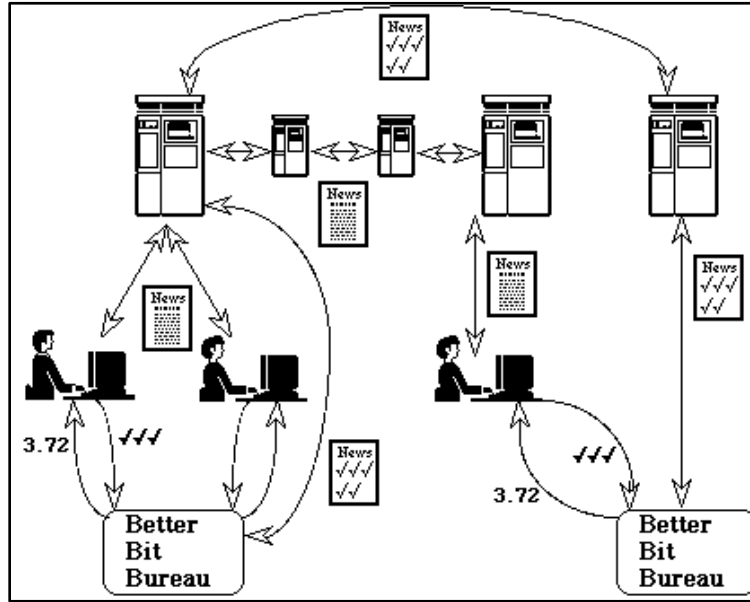 News
✓✓✓
✓✓
News
News
News
News
✓✓✓
✓✓
3.72
✓✓✓
News
✓✓✓
✓✓
✓✓✓
3.72
Better
Bit
Bureau
Better
Bit
Bureau